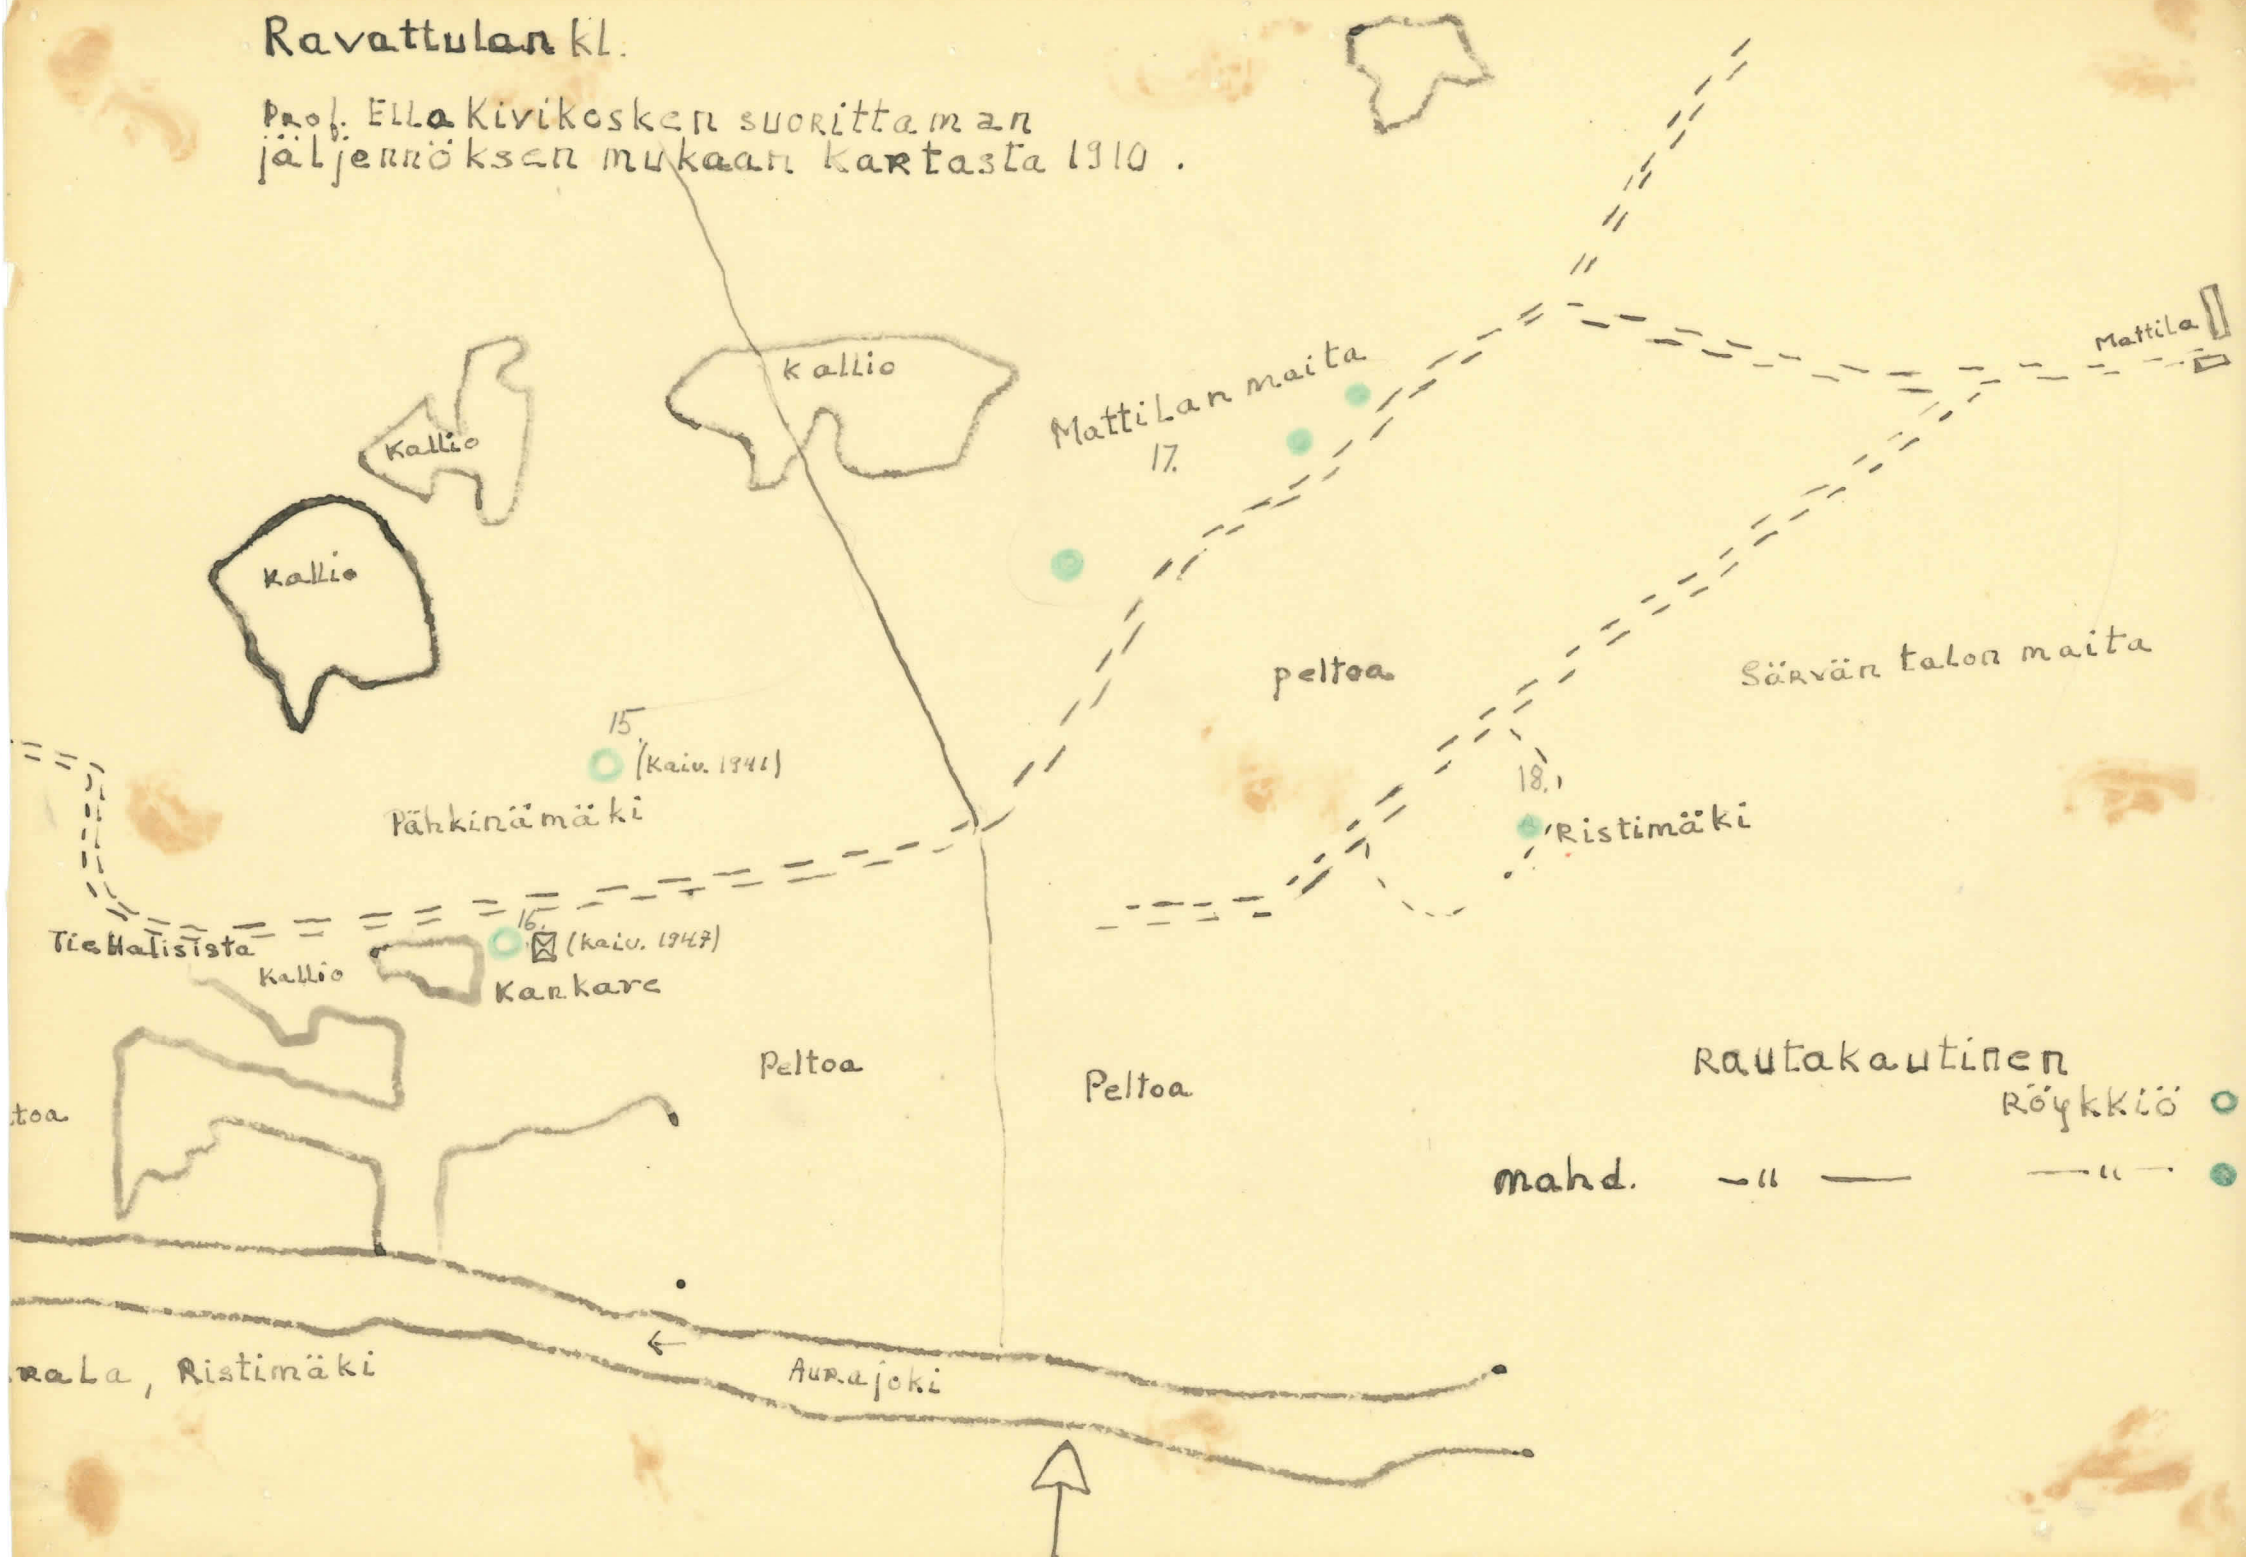 Ravattulan kl.
Prof. Ella Kivikosken suorittaman
jäljennöksen mukaan kartasta 1910.
Mattila
Kallio
Mattilan maita
17.
Kallio
Kallio
peltoa
Särvän talon maita
15.
(Kaiv. 1941)
18.
Pähkinämäki
Ristimäki
16.
(Kaiv. 1947)
Tie Halisista
Kallio
Kankare
Peltoa
Peltoa
Rautakautinen
Röykkiö
toa
mahd. -"— —"—
rala, Ristimäki
Aurajoki